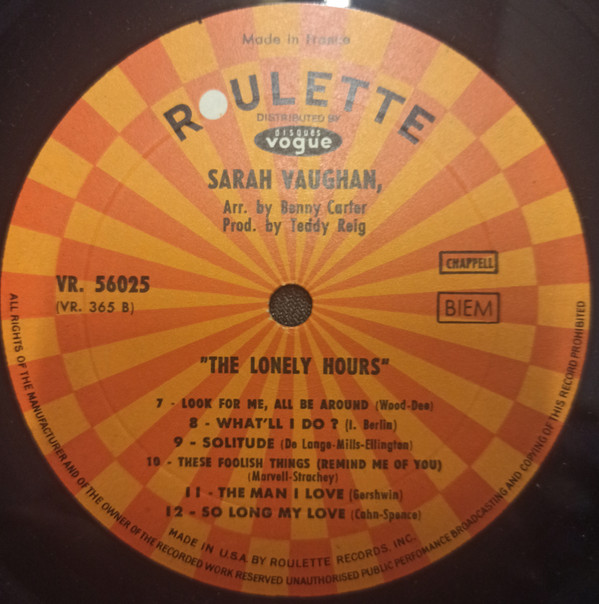 Made in France
ROULETTE
DISTRIBUTED BY
disques
vogue
SARAH VAUGHAN,
Arr. by Benny Carter
Prod. by Teddy Reig
CHAPPELL
VR. 56025
(VR. 365 B)
BIEM
"THE LONELY HOURS"
7 - LOOK FOR ME, ALL BE AROUND (Wood-Dee)
8 - WHAT'LL I DO ? (I. Berlin)
9 - SOLITUDE (De Lange-Mills-Ellington)
10 - THESE FOOLISH THINGS (REMIND ME OF YOU)
(Marvell-Strachey)
11 - THE MAN I LOVE (Gershwin)
12 - SO LONG MY LOVE (Cahn-Spence)
MADE IN U.S.A. BY ROULETTE RECORDS, INC.
ALL RIGHTS OF THE MANUFACTURER AND OF THE OWNER OF THE RECORDED WORK RESERVED UNAUTHORISED PUBLIC PERFOMANCE BROADCASTING AND COPYING OF THIS RECORD PROHIBITED